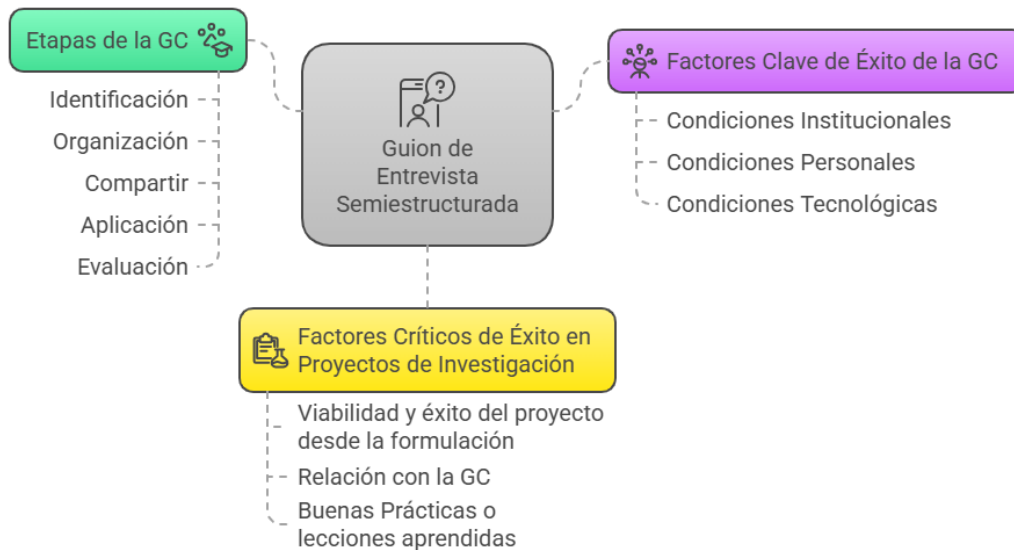 Etapas de la GC
Identificación
Organización
Compartir
Aplicación
Evaluación
Guion de
Entrevista
Semiestructurada
Factores Clave de Éxito de la GC
Condiciones Institucionales
Condiciones Personales
Condiciones Tecnológicas
Factores Críticos de Éxito en
Proyectos de Investigación
Viabilidad y éxito del proyecto
desde la formulación
Relación con la GC
Buenas Prácticas o
lecciones aprendidas